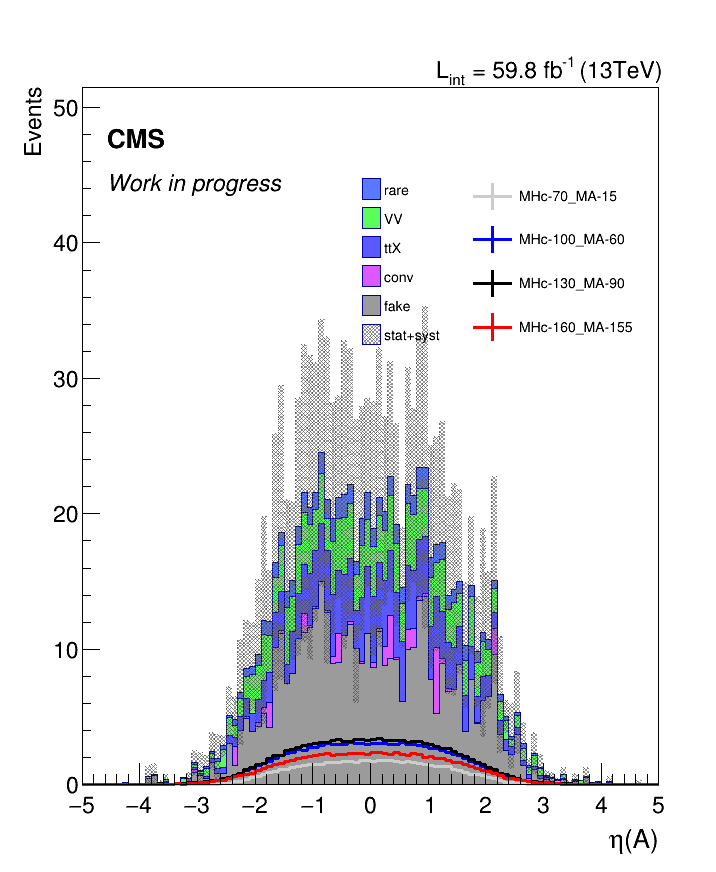 L_int = 59.8 fb^-1 (13TeV)
Events
50
40
30
20
10
0
CMS
Work in progress
rare
VV
ttX
conv
fake
stat+syst
MHc-70_MA-15
MHc-100_MA-60
MHc-130_MA-90
MHc-160_MA-155
−5 −4 −3 −2 −1 0 1 2 3 4 5
η(A)